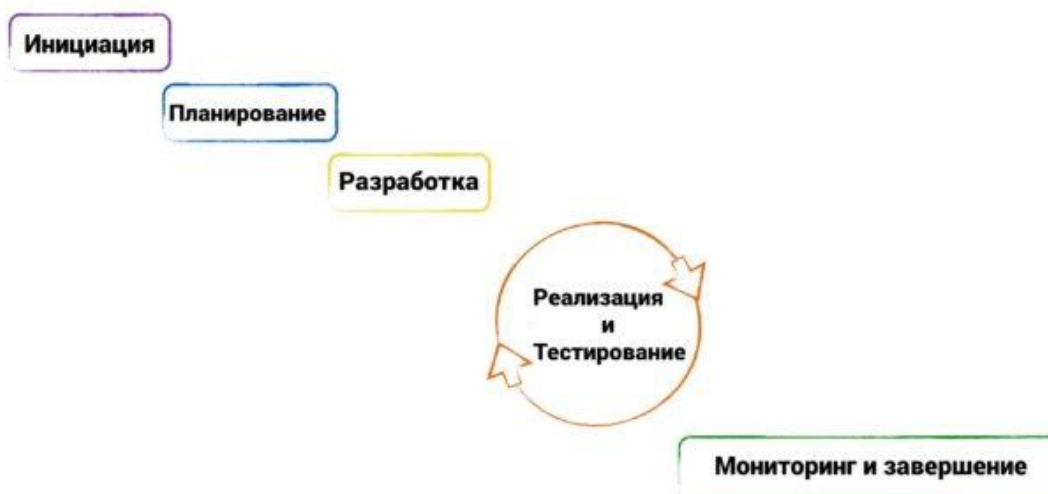 Инициация
Планирование
Разработка
Реализация
и
Тестирование
Мониторинг и завершение